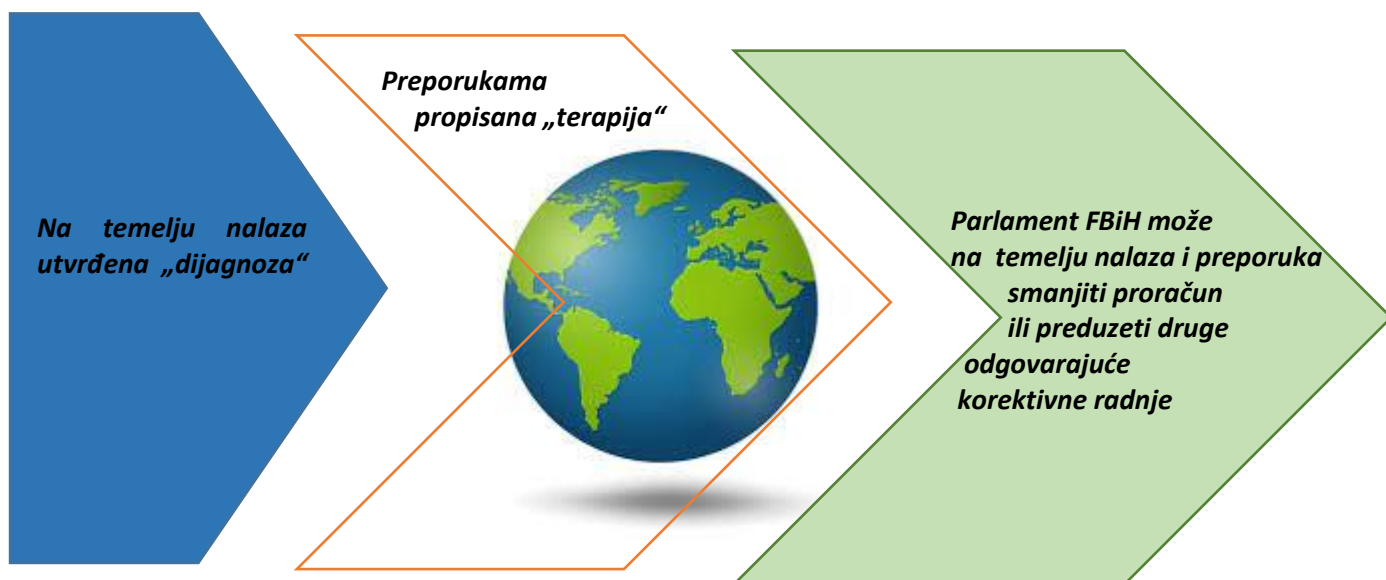 Na temelju nalaza
utvrđena „dijagnoza“
Preporukama
propisana „terapija“
Parlament FBiH može
na temelju nalaza i preporuka
smanjiti proračun
ili preduzeti druge
odgovarajuće
korektivne radnje